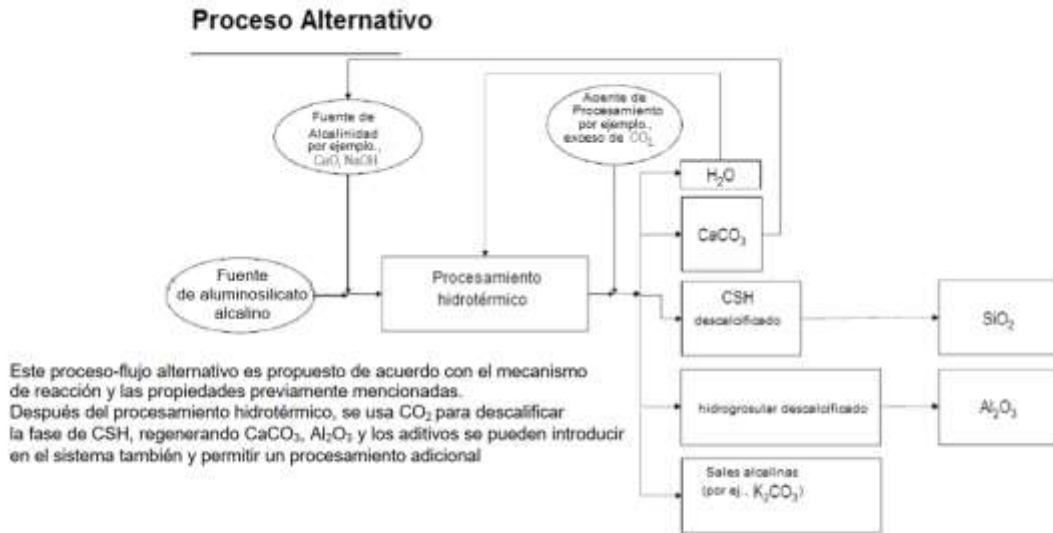 Proceso Alternativo
Fuente de
Alcalinidad
por ejemplo.,
CaO, NaOH
Agente de
Procesamiento
por ejemplo.,
exceso de CO₂
H₂O
CaCO₃
Fuente
de aluminosilicato
alcalino
Procesamiento
hidrotérmico
CSH
descalcificado
SiO₂
Este proceso-flujo alternativo es propuesto de acuerdo con el mecanismo
de reacción y las propiedades previamente mencionadas.
Después del procesamiento hidrotérmico, se usa CO₂ para descalificar
la fase de CSH, regenerando CaCO₃, Al₂O₃ y los aditivos se pueden introducir
en el sistema también y permitir un procesamiento adicional
hidrogrosular descalcificado
Al₂O₃
Sales alcalinas
(por ej., K₂CO₃)